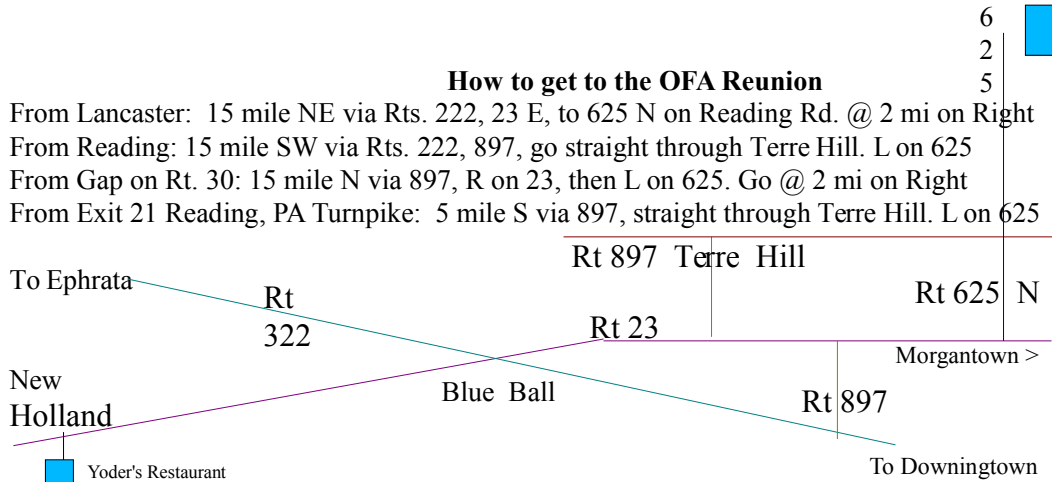 6
2
5
How to get to the OFA Reunion
From Lancaster: 15 mile NE via Rts. 222, 23 E, to 625 N on Reading Rd. @ 2 mi on Right
From Reading: 15 mile SW via Rts. 222, 897, go straight through Terre Hill. L on 625
From Gap on Rt. 30: 15 mile N via 897, R on 23, then L on 625. Go @ 2 mi on Right
From Exit 21 Reading, PA Turnpike: 5 mile S via 897, straight through Terre Hill. L on 625
Rt 897 Terre Hill
To Ephrata
Rt
322
Rt 625 N
Rt 23
Morgantown >
New
Holland
Blue Ball
Rt 897
Yoder's Restaurant
To Downingtown